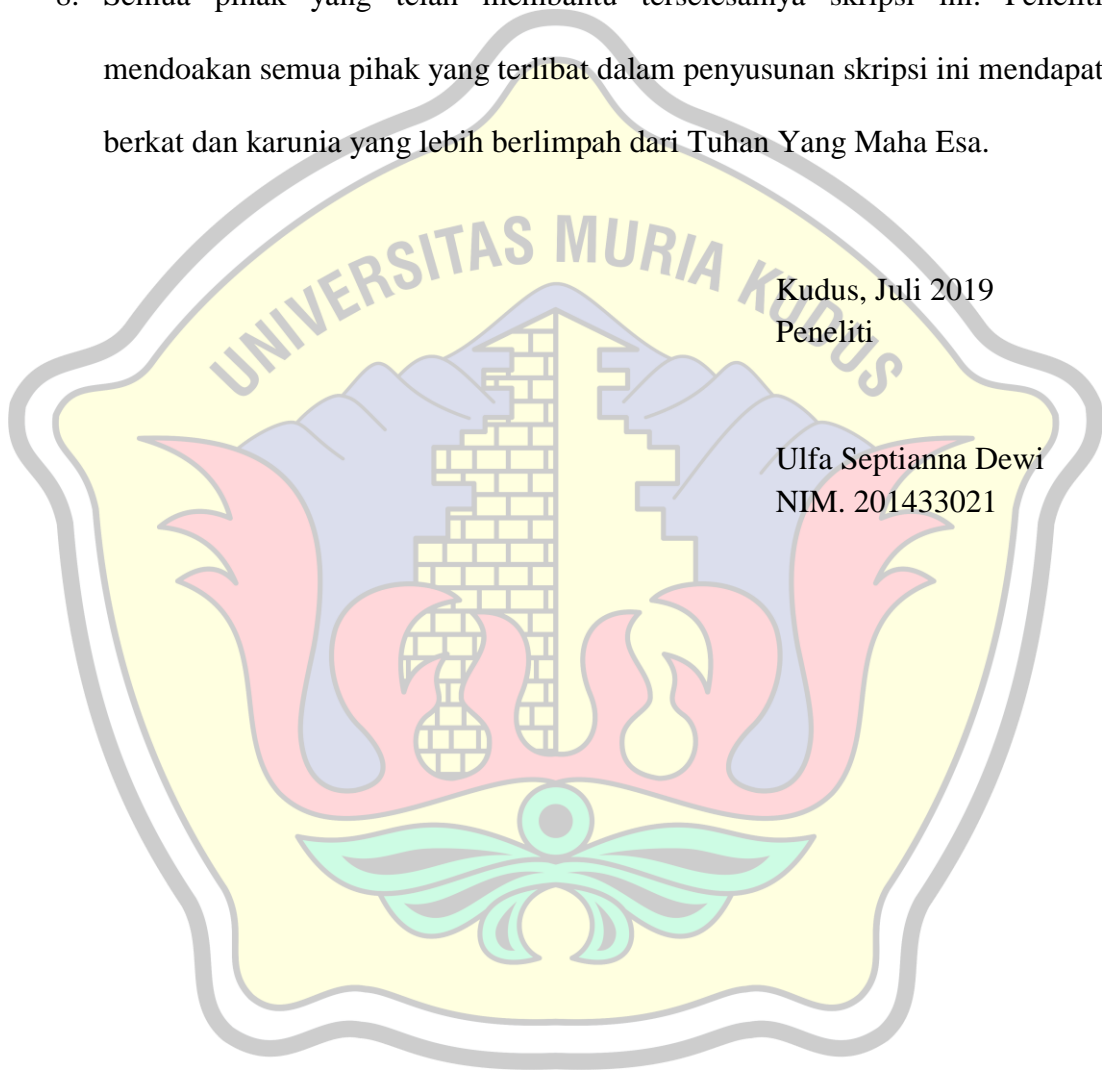 8. Semua pihak yang telah membantu terselesainya skripsi ini. Peneliti
mendoakan semua pihak yang terlibat dalam penyusunan skripsi ini mendapat
berkat dan karunia yang lebih berlimpah dari Tuhan Yang Maha Esa.
UNIVERSITAS MURIA KUDUS
Kudus, Juli 2019
Peneliti
Ulfa Septianna Dewi
NIM. 201433021